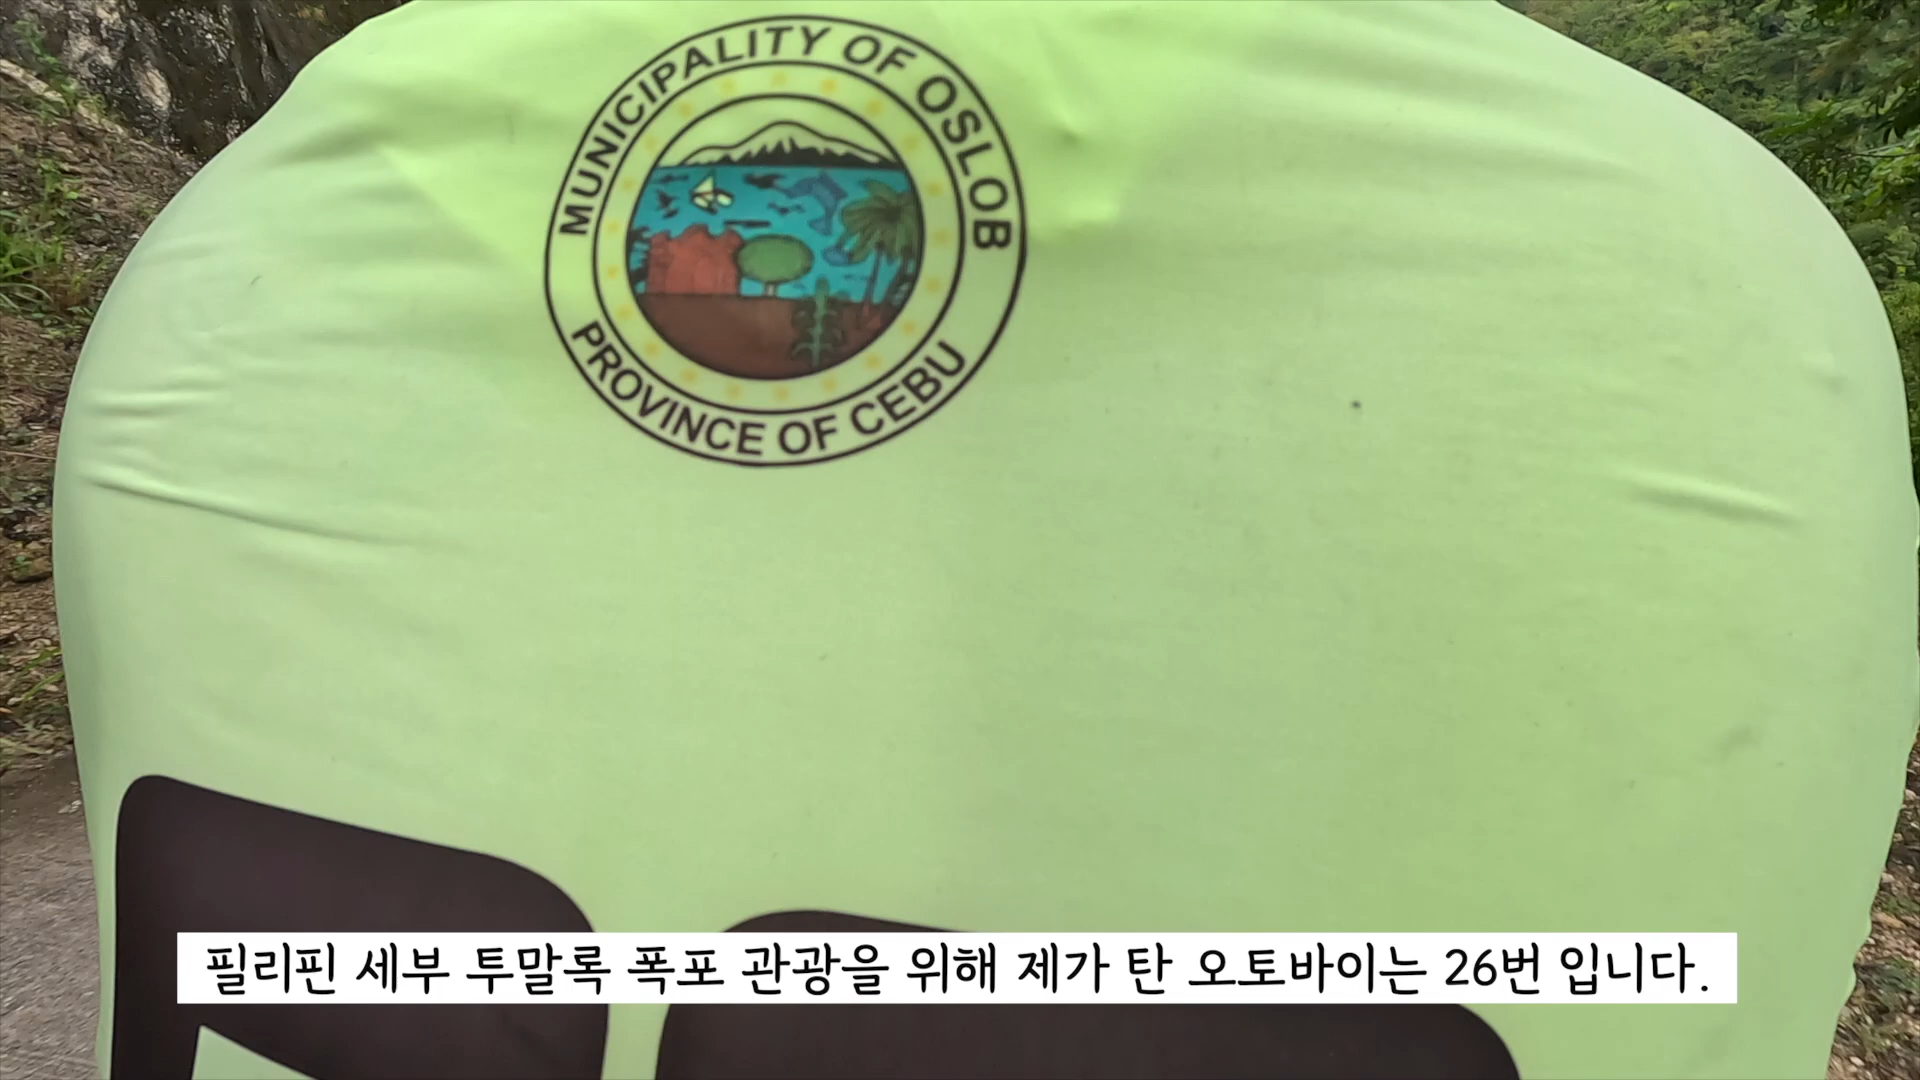 MUNICIPALITY OF OSLOB
PROVINCE OF CEBU
필리핀 세부 투말록 폭포 관광을 위해 제가 탄 오토바이는 26번 입니다.